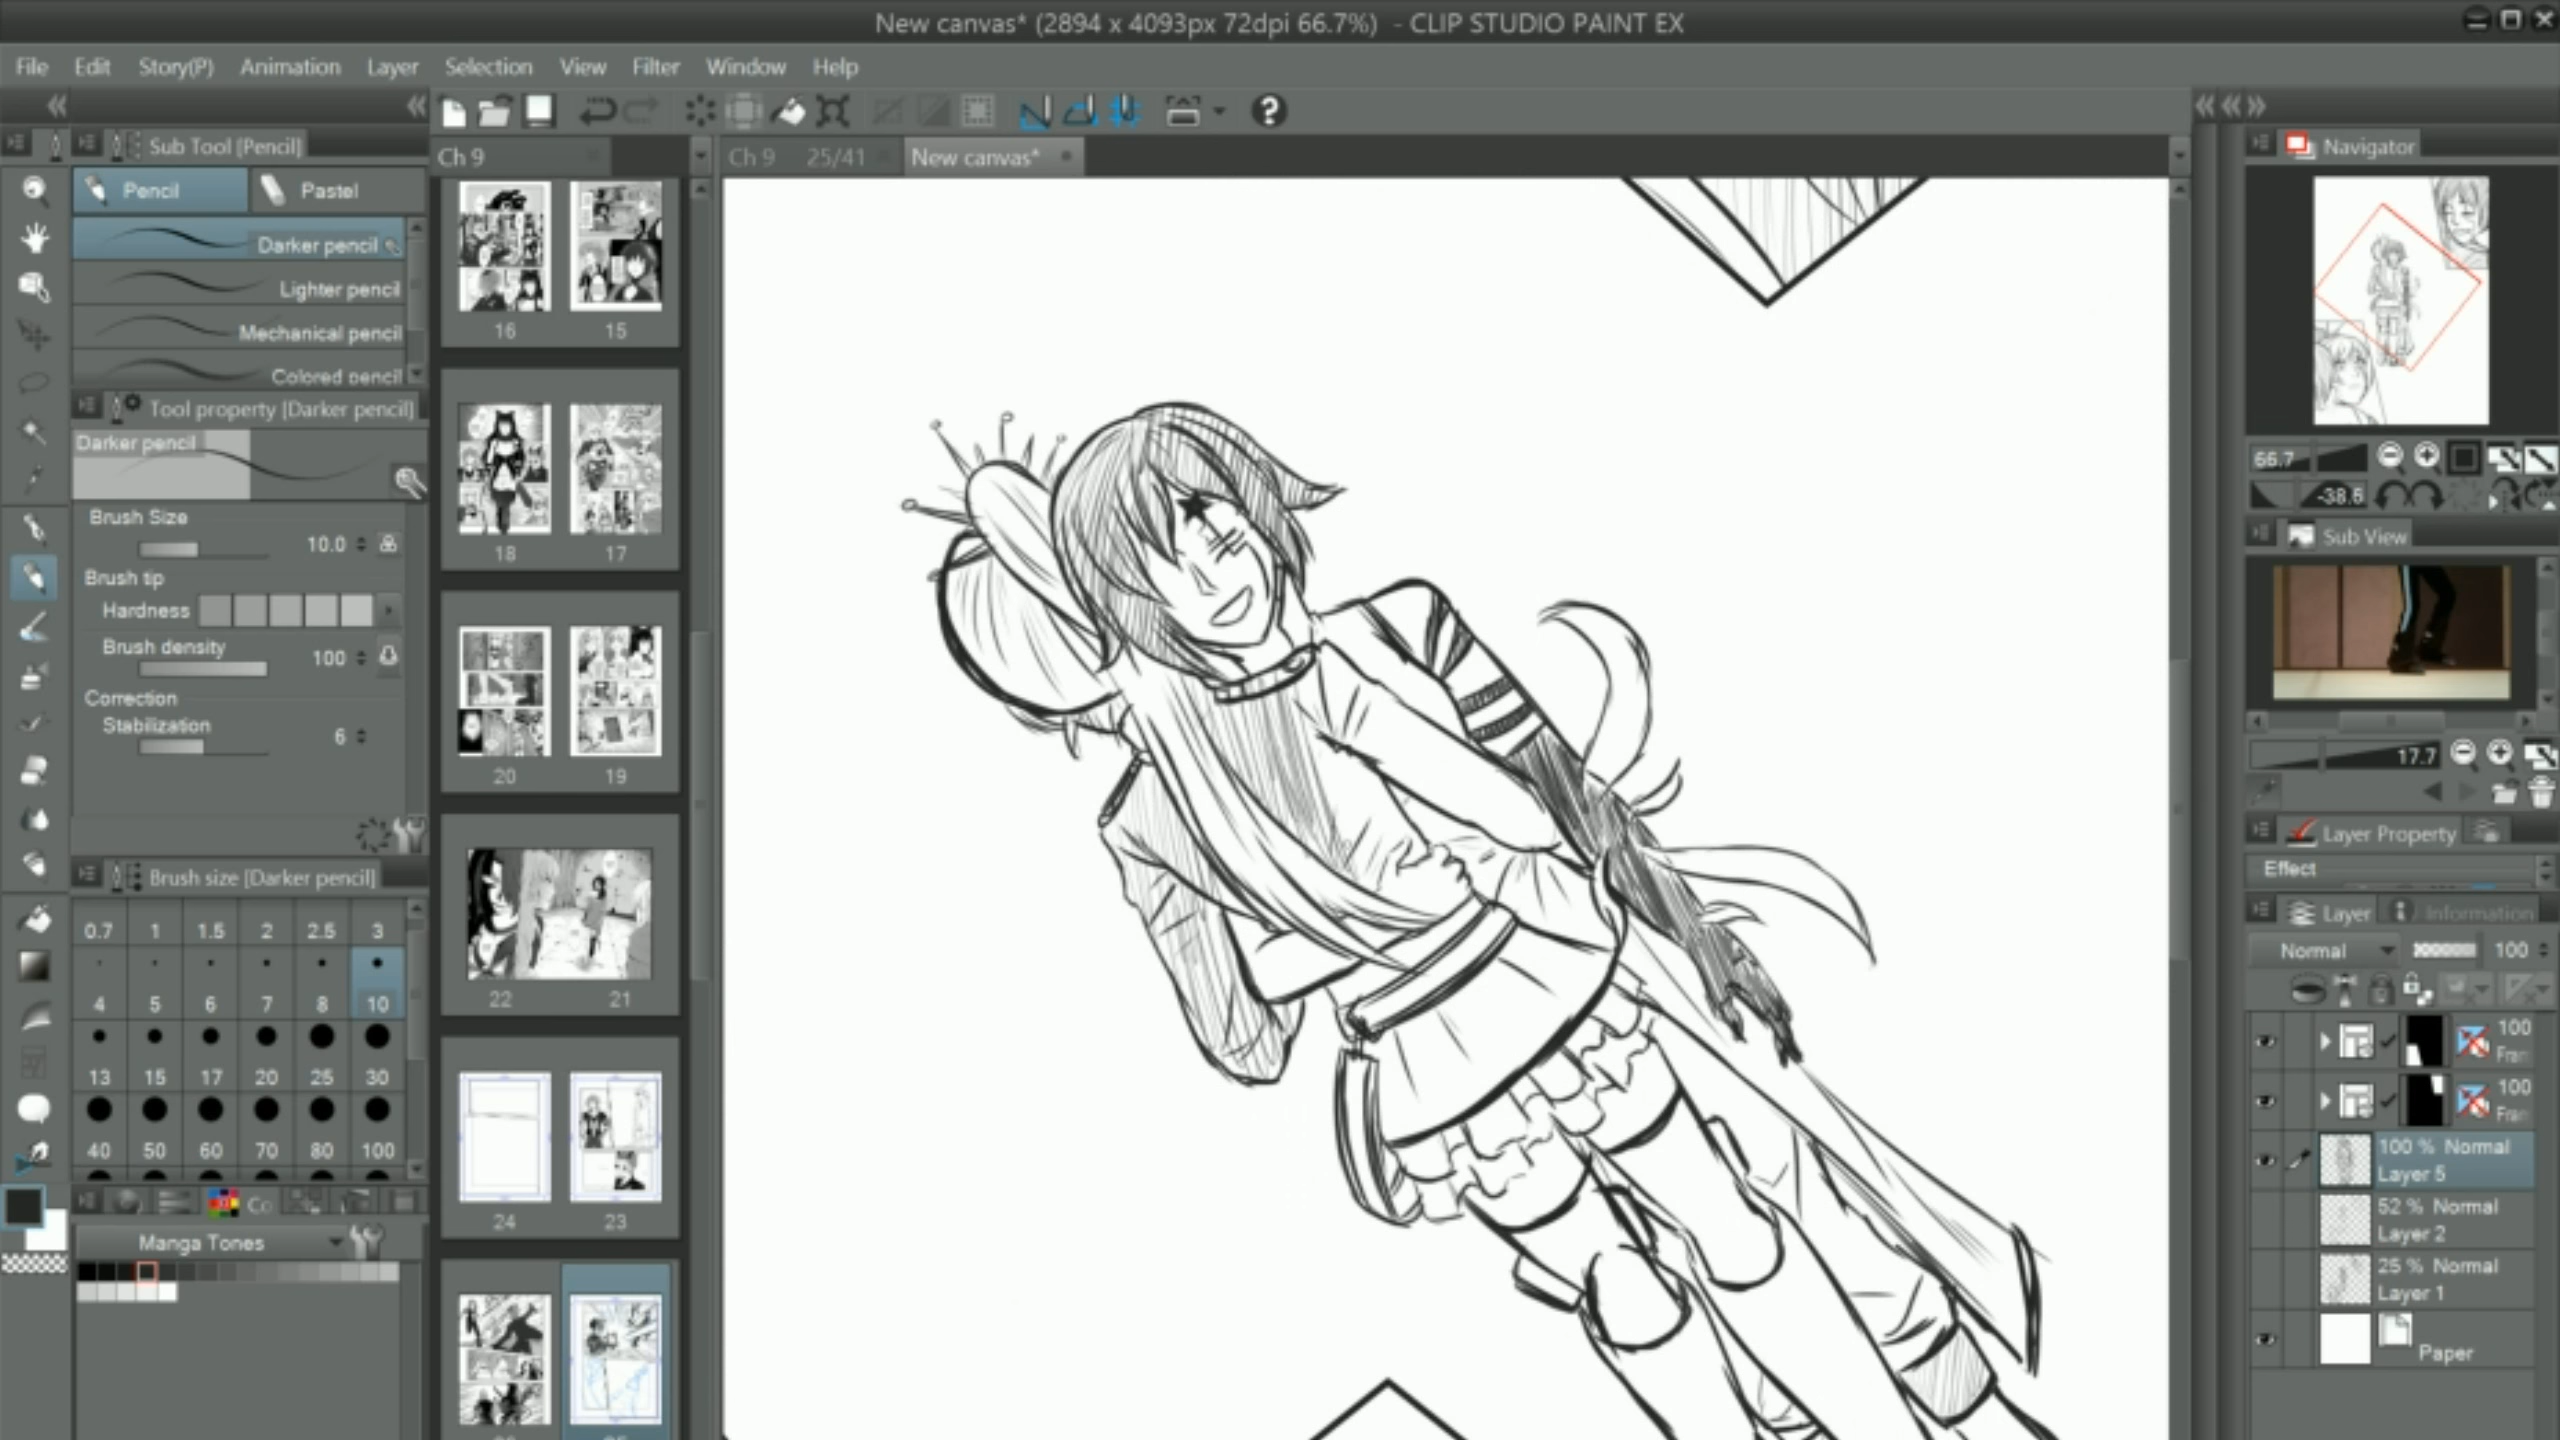 New canvas* (2894 x 4093px 72dpi 66.7%) - CLIP STUDIO PAINT EX
File Edit Story(P) Animation Layer Selection View Filter Window Help
Sub Tool [Pencil]
Pencil Pastel
Darker pencil
Lighter pencil
Mechanical pencil
Colored pencil
Tool property [Darker pencil]
Darker pencil
Brush Size
10.0
Brush tip
Hardness
Brush density 100
Correction
Stabilization 6
Brush size [Darker pencil]
0.7 1 1.5 2 2.5 3
4 5 6 7 8 10
13 15 17 20 25 30
40 50 60 70 80 100
Co
Manga Tones
Ch 9
16 15
18 17
20 19
22 21
24 23
Ch 9 25/41 New canvas*
Navigator
66.7
-38.6
Sub View
17.7
Layer Property
Effect
Layer Information
Normal 100
100
Fran
100
Fran
100 % Normal
Layer 5
52 % Normal
Layer 2
25 % Normal
Layer 1
Paper